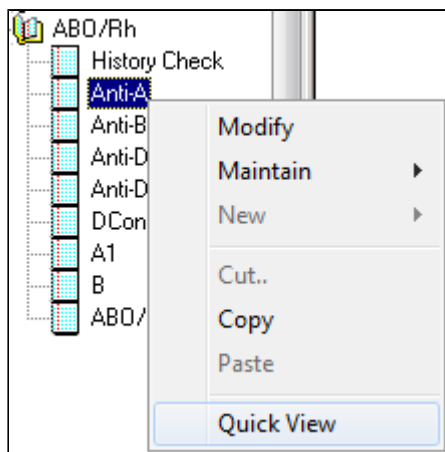 ABO/Rh
History Check
Anti-A
Anti-B
Anti-D
Anti-D
DCon
A1
B
ABO/
Modify
Maintain
New
Cut..
Copy
Paste
Quick View